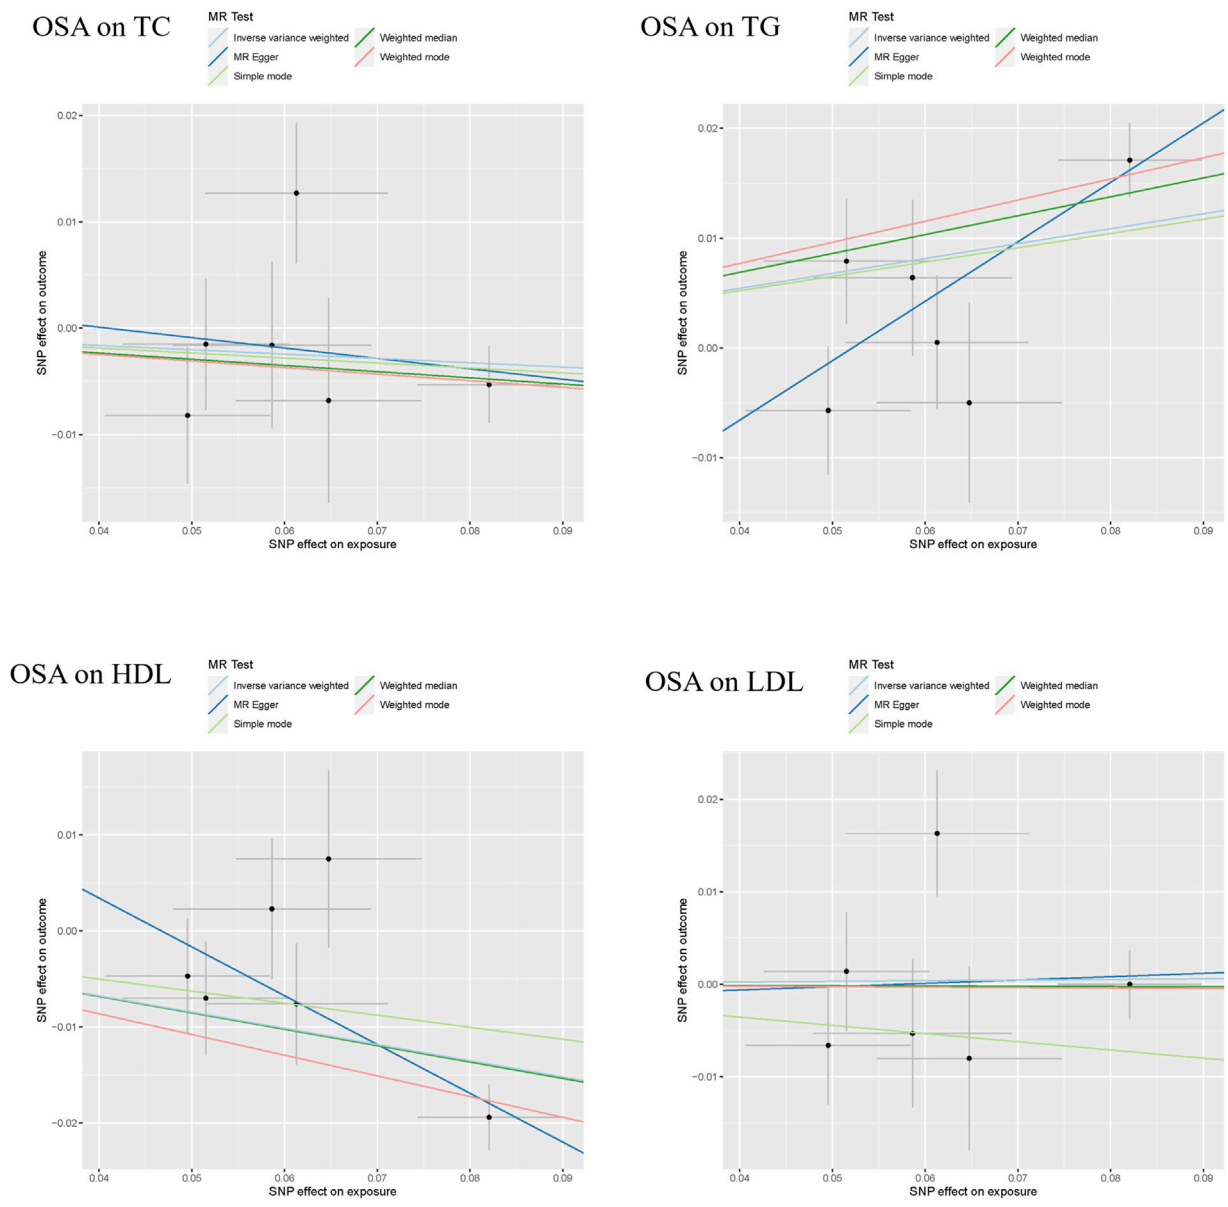 OSA on TC
MR Test
Inverse variance weighted
Weighted median
MR Egger
Weighted mode
Simple mode
0.02
0.01
0.00
−0.01
SNP effect on outcome
0.04 0.05 0.06 0.07 0.08 0.09
SNP effect on exposure
OSA on TG
MR Test
Inverse variance weighted
Weighted median
MR Egger
Weighted mode
Simple mode
0.02
0.01
0.00
−0.01
SNP effect on outcome
0.04 0.05 0.06 0.07 0.08 0.09
SNP effect on exposure
OSA on HDL
MR Test
Inverse variance weighted
Weighted median
MR Egger
Weighted mode
Simple mode
0.01
0.00
−0.01
−0.02
SNP effect on outcome
0.04 0.05 0.06 0.07 0.08 0.09
SNP effect on exposure
OSA on LDL
MR Test
Inverse variance weighted
Weighted median
MR Egger
Weighted mode
Simple mode
0.02
0.01
0.00
−0.01
SNP effect on outcome
0.04 0.05 0.06 0.07 0.08 0.09
SNP effect on exposure